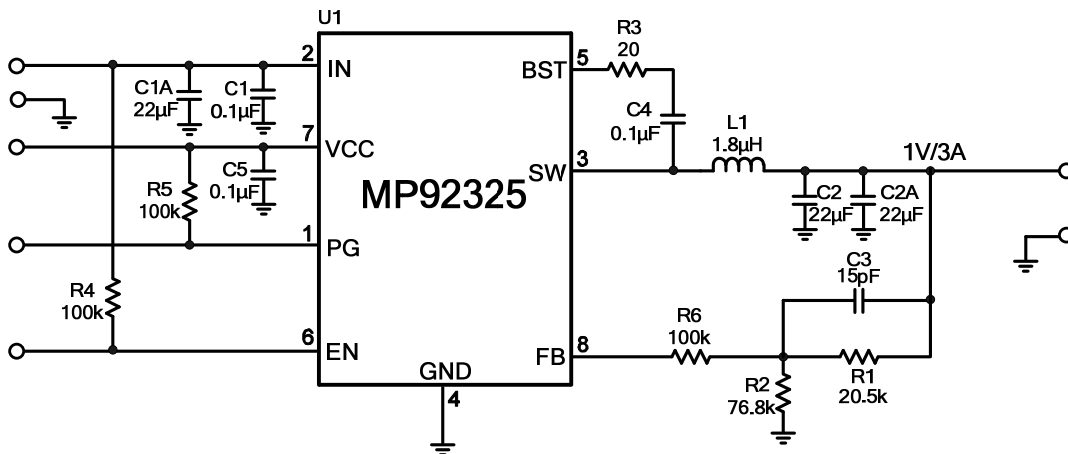 U1
2
IN
C1A
22µF
C1
0.1µF
7
VCC
R5
100k
C5
0.1µF
1
PG
R4
100k
6
EN
MP92325
GND
4
BST
5
R3
20
C4
0.1µF
SW
3
L1
1.8µH
1V/3A
C2
22µF
C2A
22µF
C3
15pF
FB
8
R6
100k
R2
76.8k
R1
20.5k